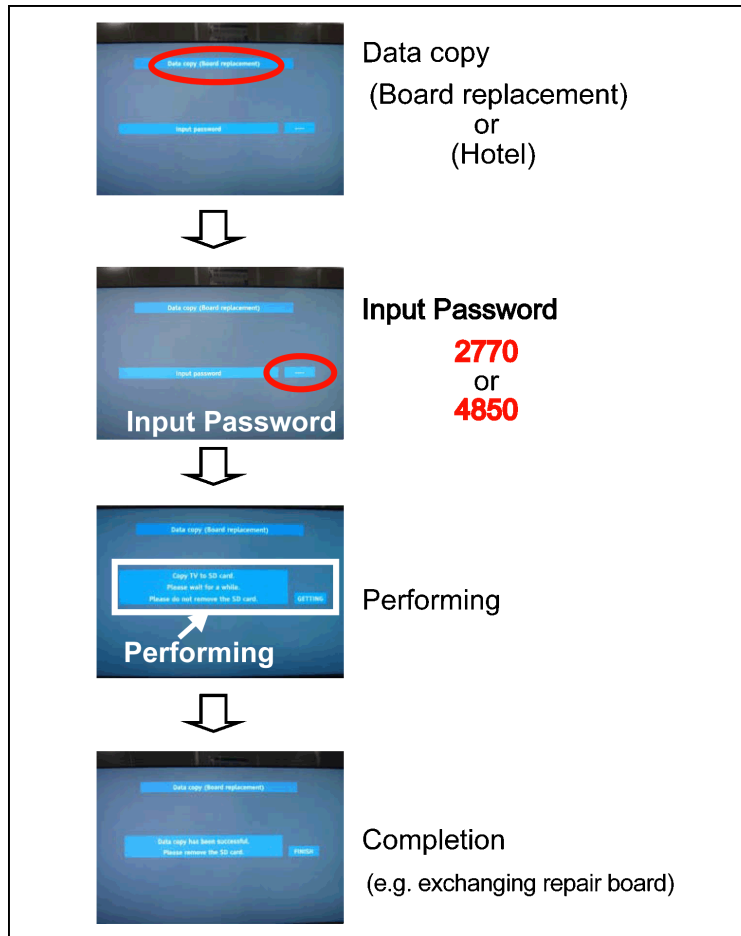 Data copy (Board replacement)
Input password
----
Data copy
(Board replacement)
or
(Hotel)
Data copy (Board replacement)
Input password
----
Input Password
Input Password
2770
or
4850
Data copy (Board replacement)
Copy TV to SD card.
Please wait for a while.
Please do not remove the SD card.
GETTING
Performing
Performing
Data copy (Board replacement)
Data copy has been successful.
Please remove the SD card.
FINISH
Completion
(e.g. exchanging repair board)